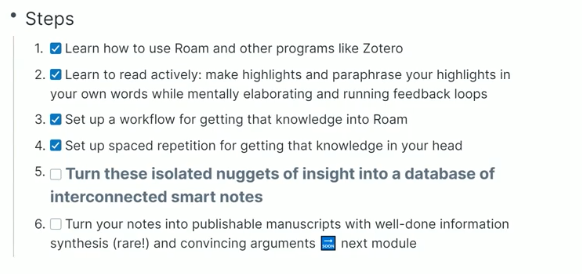 Steps
1. Learn how to use Roam and other programs like Zotero
2. Learn to read actively: make highlights and paraphrase your highlights in
your own words while mentally elaborating and running feedback loops
3. Set up a workflow for getting that knowledge into Roam
4. Set up spaced repetition for getting that knowledge in your head
5. Turn these isolated nuggets of insight into a database of
interconnected smart notes
6. Turn your notes into publishable manuscripts with well-done information
synthesis (rare!) and convincing arguments 🔜 next module